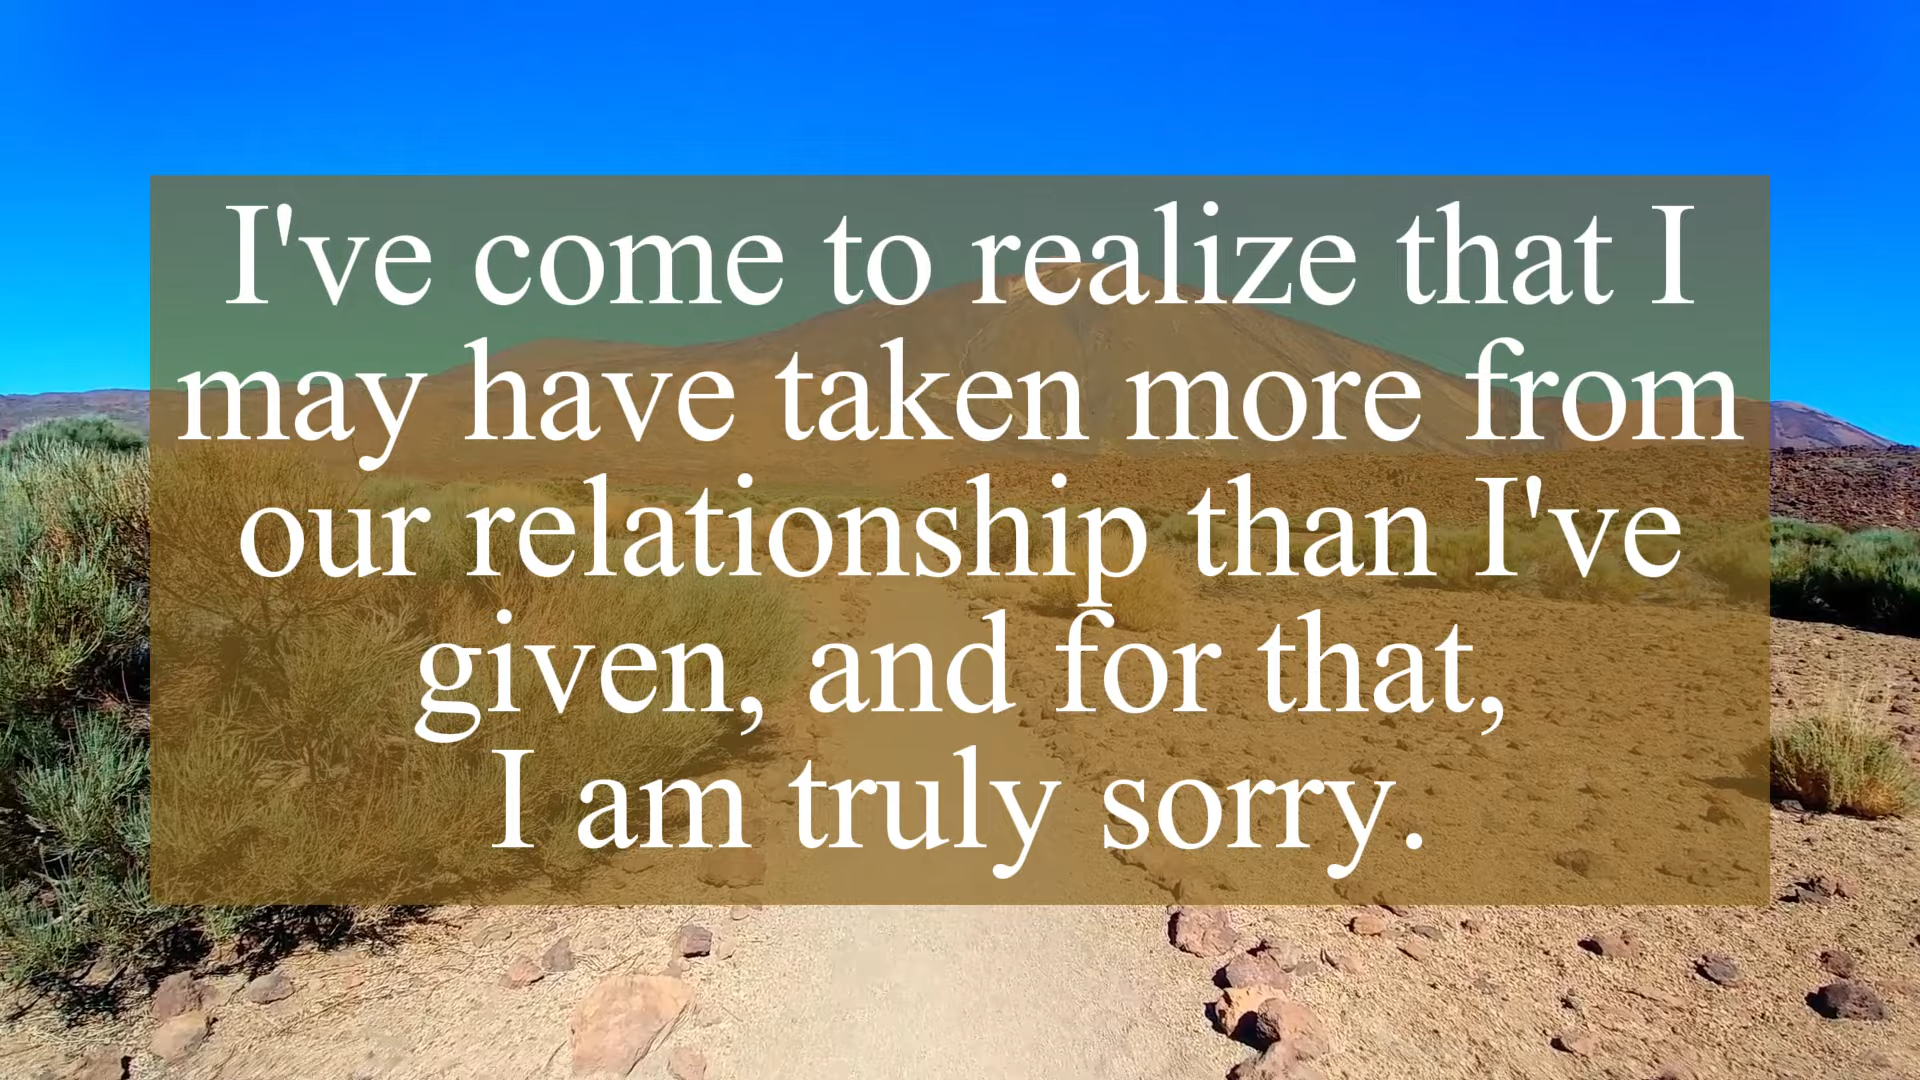 I've come to realize that I
may have taken more from
our relationship than I've
given, and for that,
I am truly sorry.